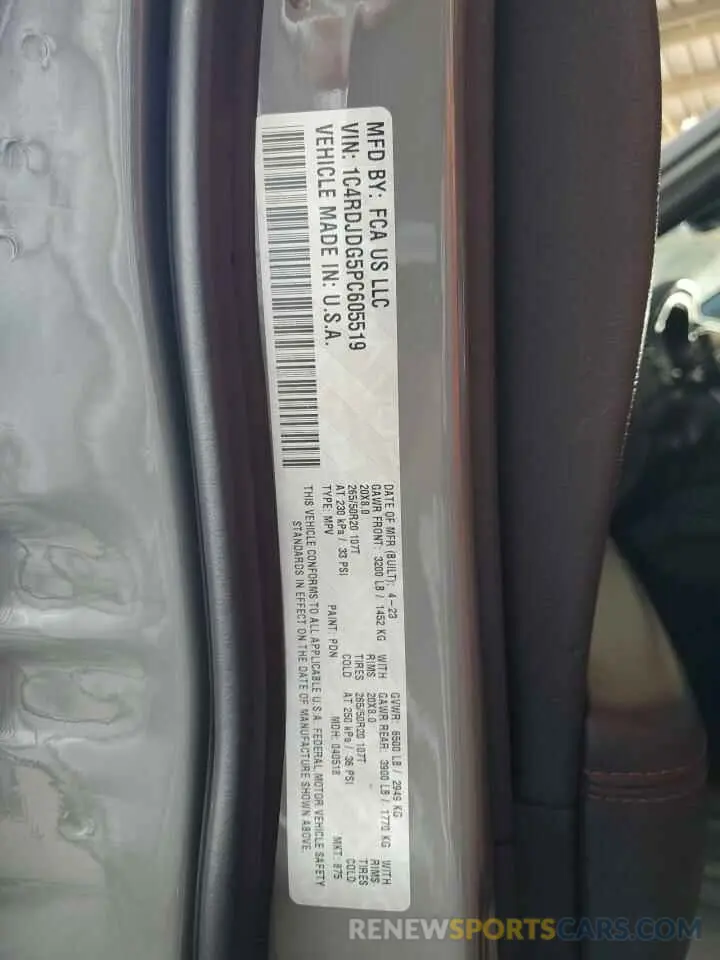 MFD BY: FCA US LLC
VIN: 1C4RDJDG5PC605519
VEHICLE MADE IN: U.S.A.
DATE OF MFR (BUILT): 4-23 GVWR: 6500 LB / 2949 KG
GAWR FRONT: 3200 LB / 1452 KG WITH GAWR REAR: 3900 LB / 1770 KG WITH
20X8.0 RIMS 20X8.0 RIMS
265/50R20 107T TIRES 265/50R20 107T TIRES
AT 230 kPa / 33 PSI COLD AT 250 kPa / 36 PSI COLD
TYPE: MPV PAINT: PDN MDH: 040518 MKT: 875
THIS VEHICLE CONFORMS TO ALL APPLICABLE U.S.A. FEDERAL MOTOR VEHICLE SAFETY
STANDARDS IN EFFECT ON THE DATE OF MANUFACTURE SHOWN ABOVE.
RENEWSPORTSCARS.COM